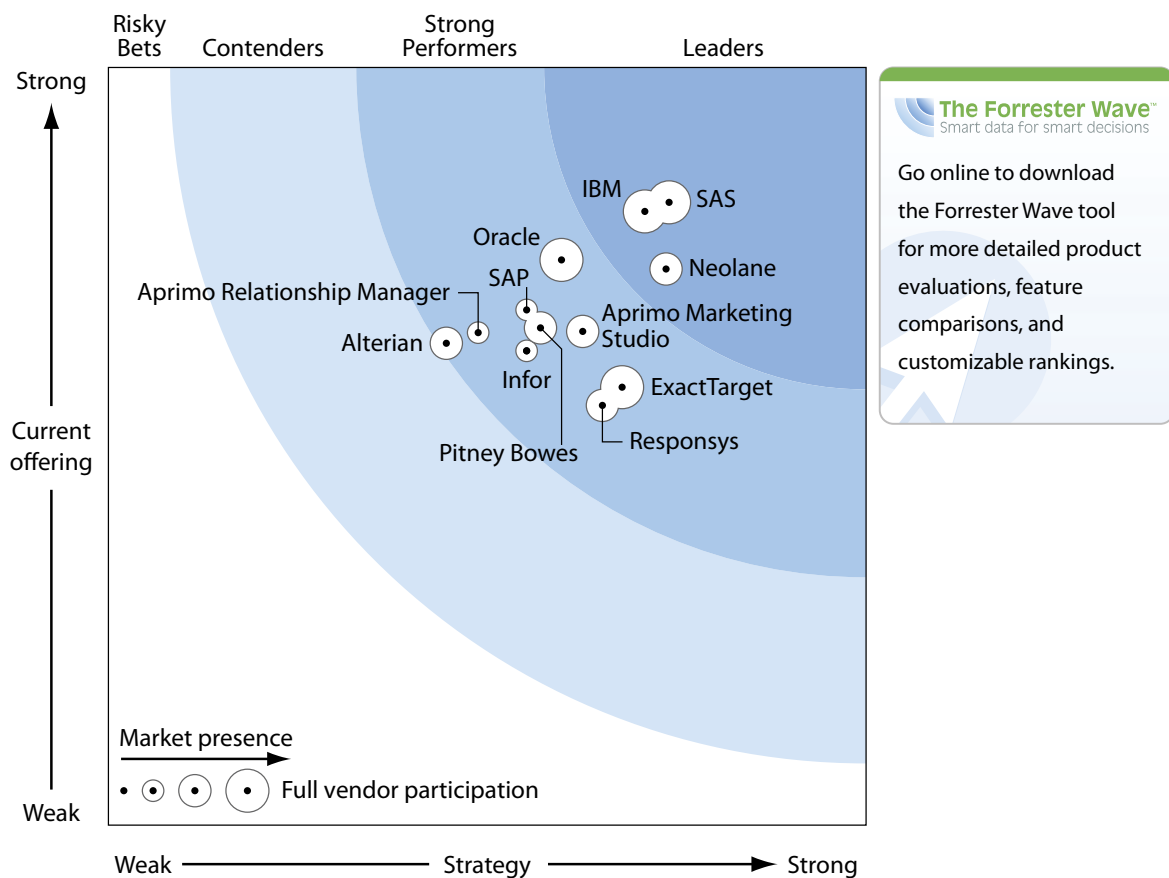 Risky
Bets
Contenders
Strong
Performers
Leaders
Strong
Current
offering
Weak
IBM
SAS
Oracle
Neolane
SAP
Aprimo Relationship Manager
Aprimo Marketing
Studio
Alterian
Infor
ExactTarget
Responsys
Pitney Bowes
Market presence
Full vendor participation
Weak
Strategy
Strong
The Forrester Wave™
Smart data for smart decisions
Go online to download
the Forrester Wave tool
for more detailed product
evaluations, feature
comparisons, and
customizable rankings.